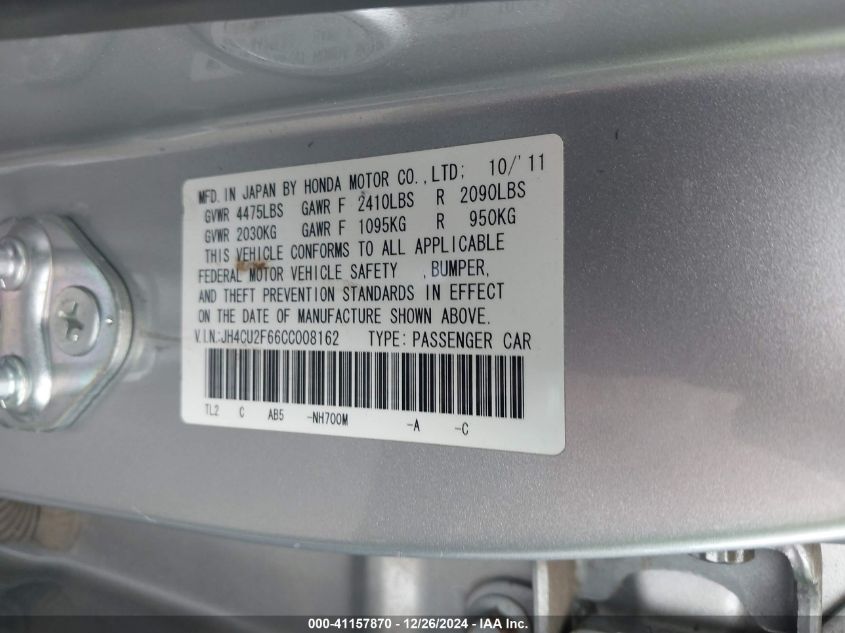 MFD. IN JAPAN BY HONDA MOTOR CO., LTD; 10/'11
GVWR 4475LBS GAWR F 2410LBS R 2090LBS
GVWR 2030KG GAWR F 1095KG R 950KG
THIS VEHICLE CONFORMS TO ALL APPLICABLE
FEDERAL MOTOR VEHICLE SAFETY , BUMPER,
AND THEFT PREVENTION STANDARDS IN EFFECT
ON THE DATE OF MANUFACTURE SHOWN ABOVE.
V.I.N.:JH4CU2F66CC008162 TYPE: PASSENGER CAR
TL2 C AB5 -NH700M -A -C
000-41157870 - 12/26/2024 - IAA Inc.